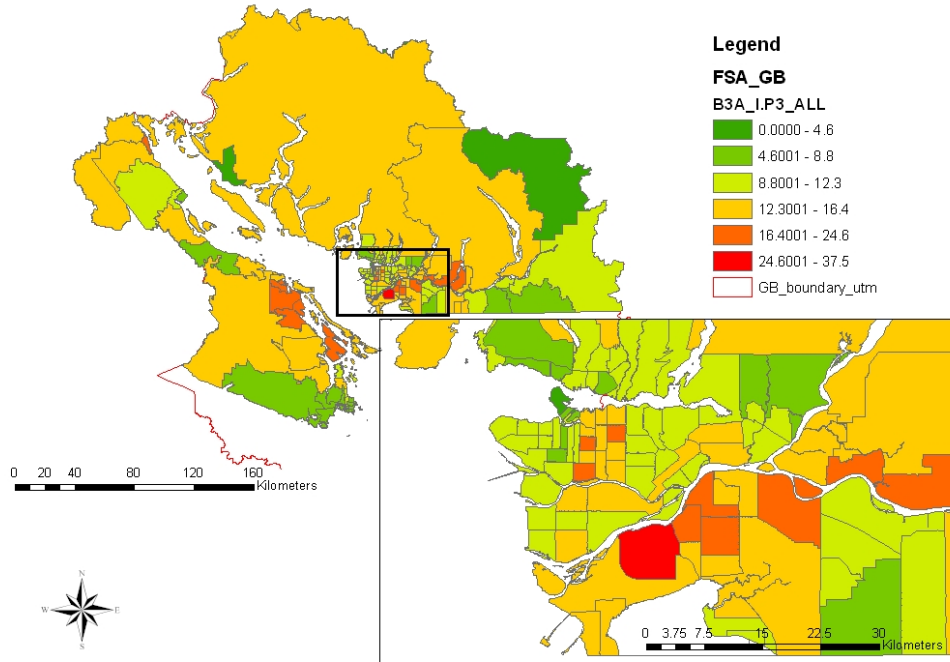 Legend
FSA_GB
B3A_I.P3_ALL
0.0000 - 4.6
4.6001 - 8.8
8.8001 - 12.3
12.3001 - 16.4
16.4001 - 24.6
24.6001 - 37.5
GB_boundary_utm
0 20 40 80 120 160
Kilometers
N
W E
S
0 3.75 7.5 15 22.5 30
Kilometers